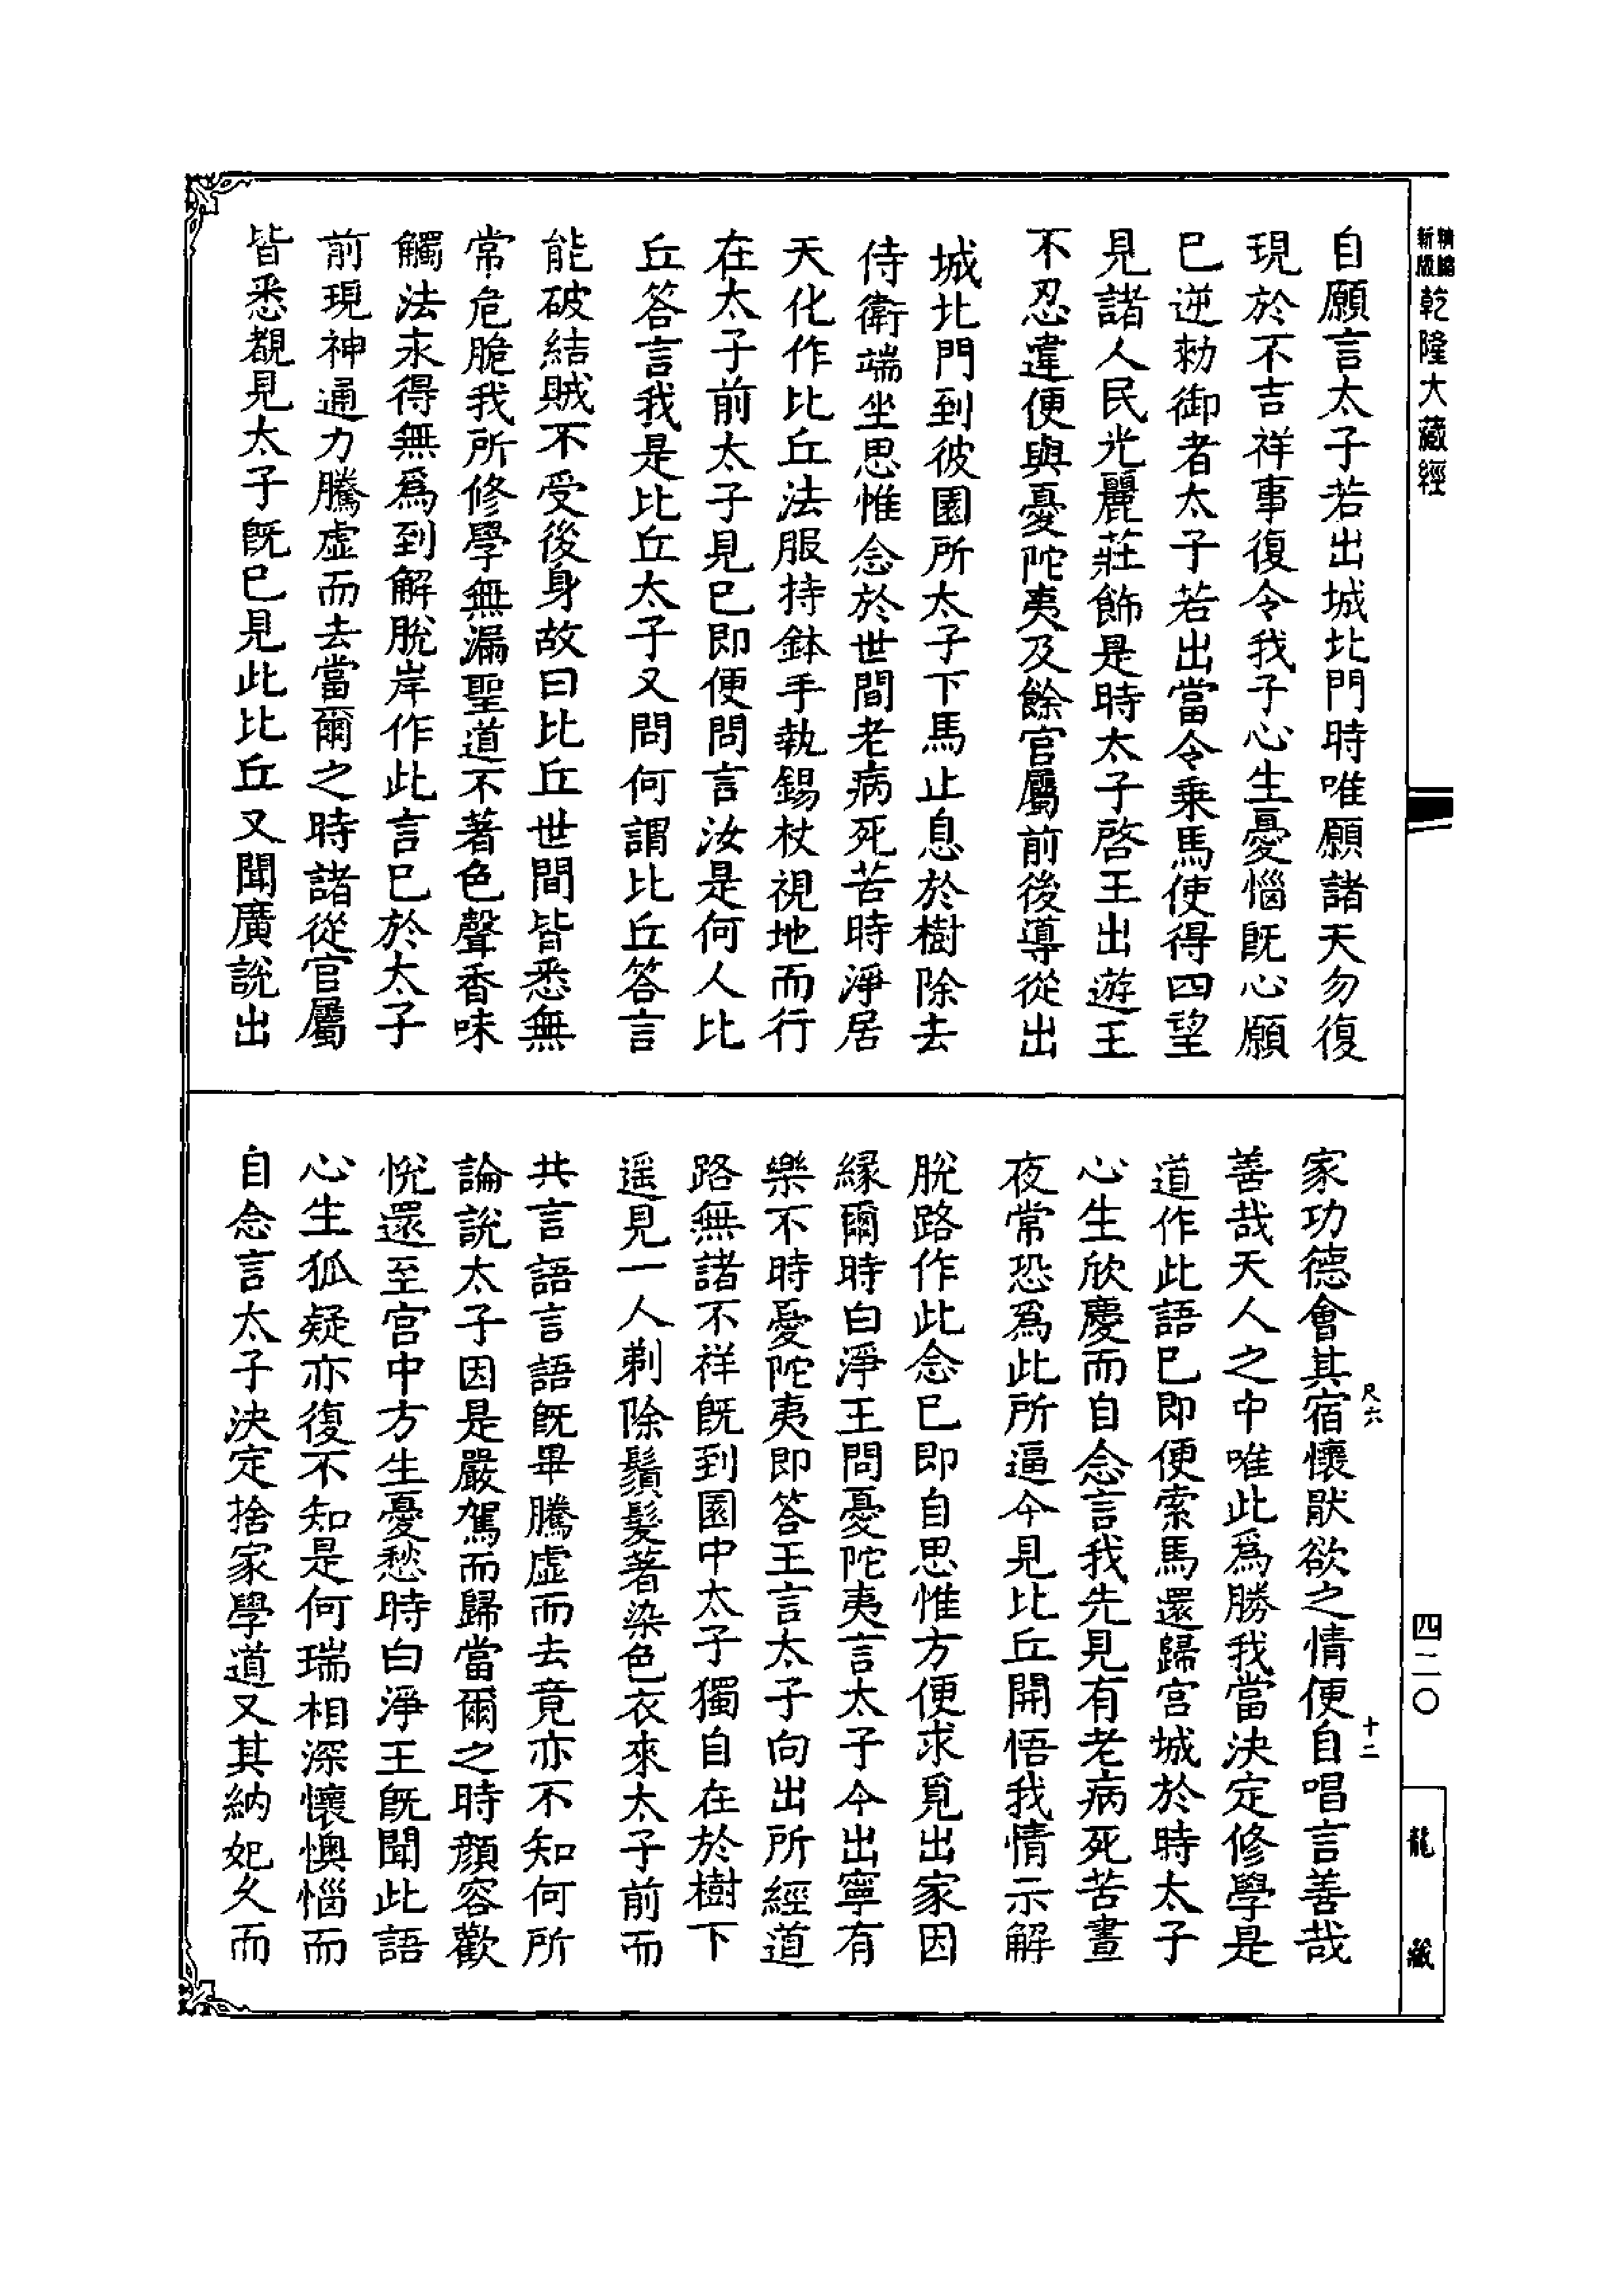 精縮
新版
乾隆大藏經
自願言太子若出城北門時唯願諸天勿復
現於不吉祥事復令我子心生憂惱旣心願
已逆勑御者太子若出當令乗馬使得四望
見諸人民光麗莊飾是時太子啓王出遊王
不忍違便與憂陀夷及餘官屬前後導從出
城北門到彼園所太子下馬止息於樹除去
侍衛端坐思惟念於世間老病死苦時淨居
天化作比丘法服持鉢手執錫杖視地而行
在太子前太子見已即便問言汝是何人比
丘答言我是比丘太子又問何謂比丘答言
能破結賊不受後身故曰比丘世間皆悉無
常危脆我所修學無漏聖道不著色聲香味
觸法永得無爲到解脫岸作此言已於太子
前現神通力騰虛而去當爾之時諸從官屬
皆悉覩見太子旣已見此比丘又聞廣說出
家功德會其宿懷猒欲之情便自唱言善哉
善哉天人之中唯此爲勝我當決定修學是
道作此語已即便索馬還歸宫城於時太子
心生欣慶而自念言我先見有老病死苦晝
夜常恐爲此所逼今見比丘開悟我情示解
脫路作此念已即自思惟方便求覓出家因
緣爾時白淨王問憂陀夷言太子今出寧有
樂不時憂陀夷即答王言太子向出所經道
路無諸不祥旣到園中太子獨自在於樹下
遥見一人剃除鬚髮著染色衣來太子前而
共言語言語旣畢騰虛而去竟亦不知何所
論說太子因是嚴駕而歸當爾之時顔容歡
悅還至宫中方生憂愁時白淨王旣聞此語
心生狐疑亦復不知是何瑞相深懷懊惱而
自念言太子決定捨家學道又其納妃久而
尺六
十二
四二〇
龍藏